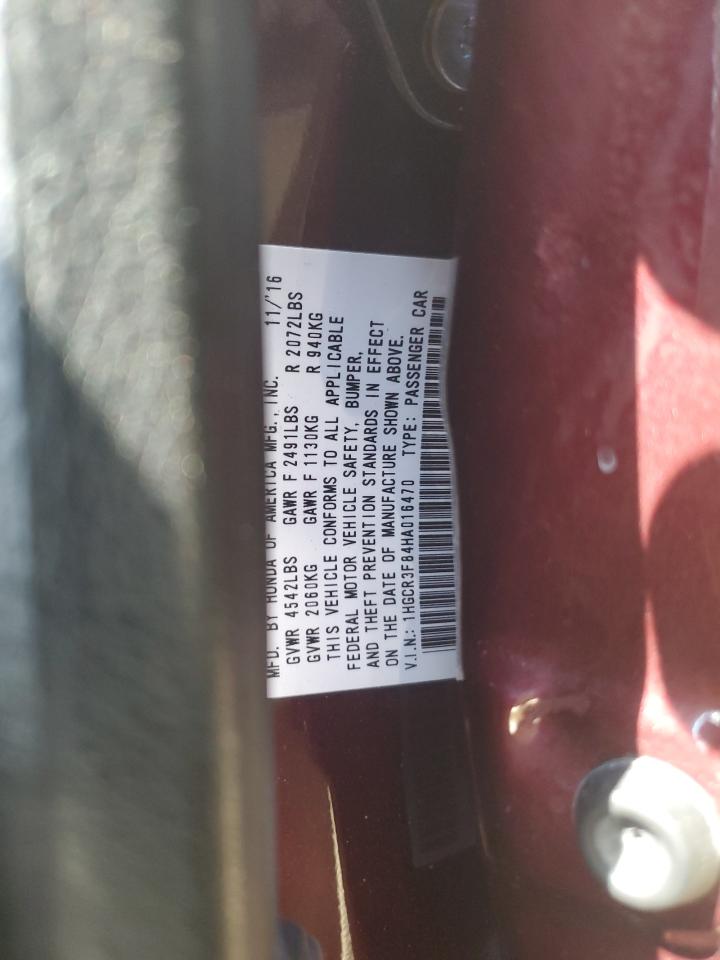 MFD. BY HONDA OF AMERICA MFG., INC. 11/'16
GVWR 4542LBS GAWR F 2491LBS R 2072LBS
GVWR 2060KG GAWR F 1130KG R 940KG
THIS VEHICLE CONFORMS TO ALL APPLICABLE
FEDERAL MOTOR VEHICLE SAFETY, BUMPER,
AND THEFT PREVENTION STANDARDS IN EFFECT
ON THE DATE OF MANUFACTURE SHOWN ABOVE.
V.I.N.: 1HGCR3F84HA016470 TYPE: PASSENGER CAR